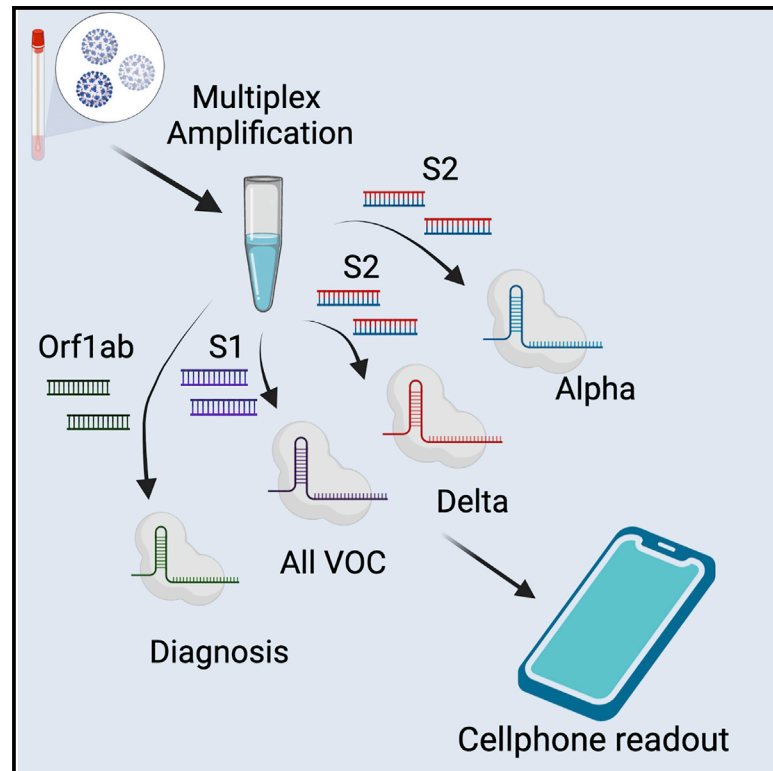 Multiplex
Amplification
S2
S2
Orf1ab
S1
Alpha
Delta
All VOC
Diagnosis
Cellphone readout